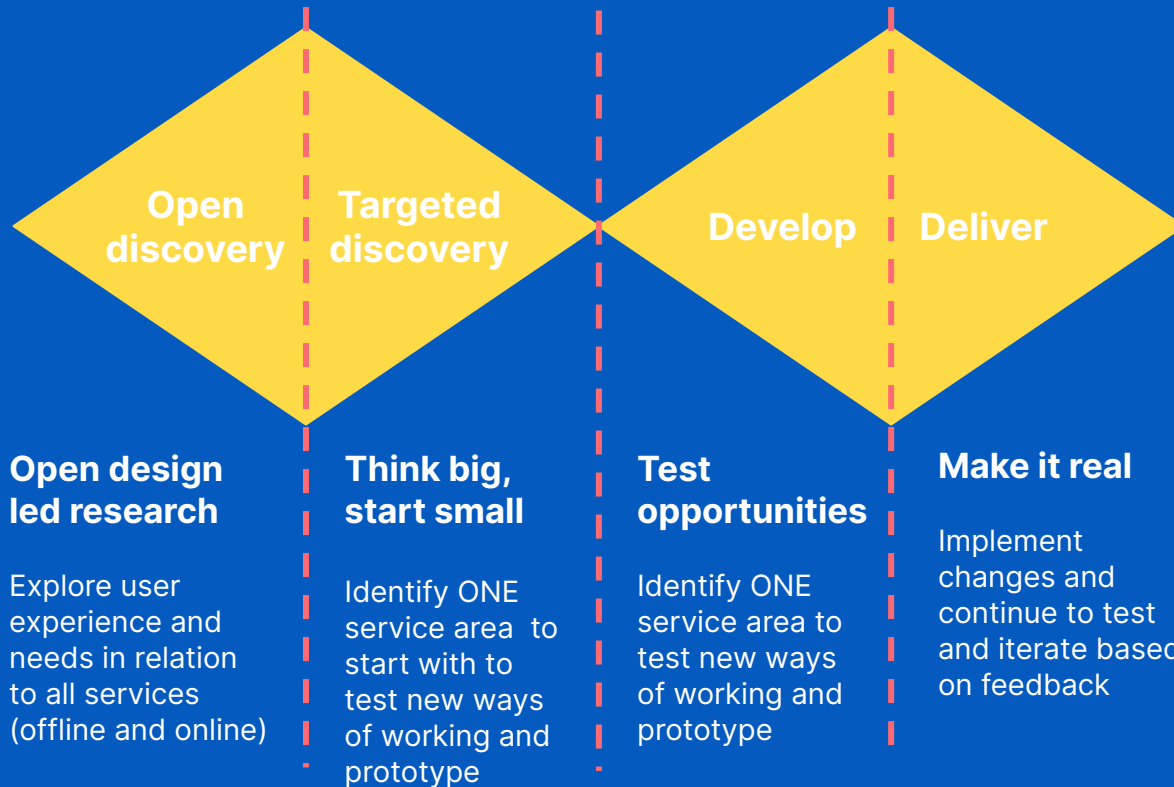 Open
discovery
Targeted
discovery
Develop
Deliver
Open design
led research
Explore user
experience and
needs in relation
to all services
(offline and online)
Think big,
start small
Identify ONE
service area  to
start with to
test new ways
of working and
prototype
Test
opportunities
Identify ONE
service area to
test new ways
of working and
prototype
Make it real
Implement
changes and
continue to test
and iterate based
on feedback